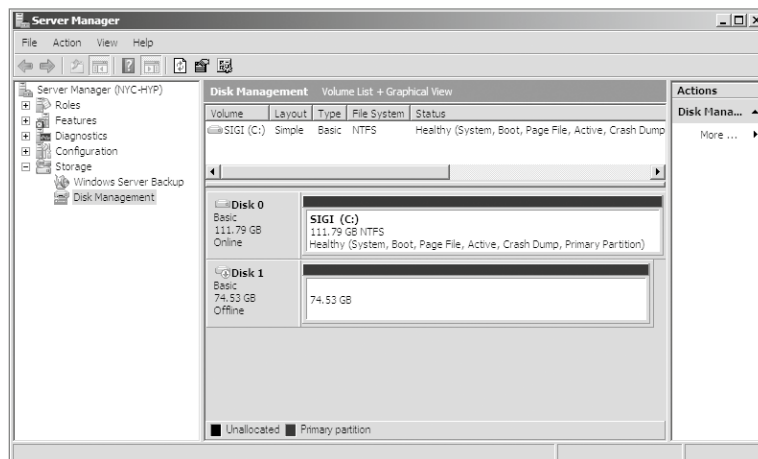 Server Manager
File Action View Help
Server Manager (NYC-HYP)
Roles
Features
Diagnostics
Configuration
Storage
Windows Server Backup
Disk Management
Disk Management Volume List + Graphical View
Volume Layout Type File System Status
SIGI (C:) Simple Basic NTFS Healthy (System, Boot, Page File, Active, Crash Dump
Disk 0
Basic
111.79 GB
Online
SIGI (C:)
111.79 GB NTFS
Healthy (System, Boot, Page File, Active, Crash Dump, Primary Partition)
Disk 1
Basic
74.53 GB
Offline
74.53 GB
Unallocated Primary partition
Actions
Disk Mana...
More ...